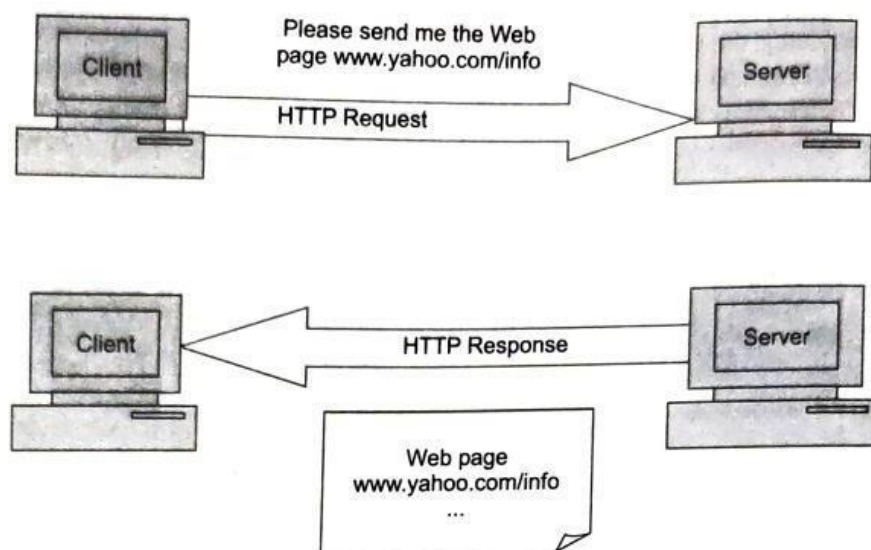 Please send me the Web
page www.yahoo.com/info
Client
Server
HTTP Request
Client
HTTP Response
Server
Web page
www.yahoo.com/info
...